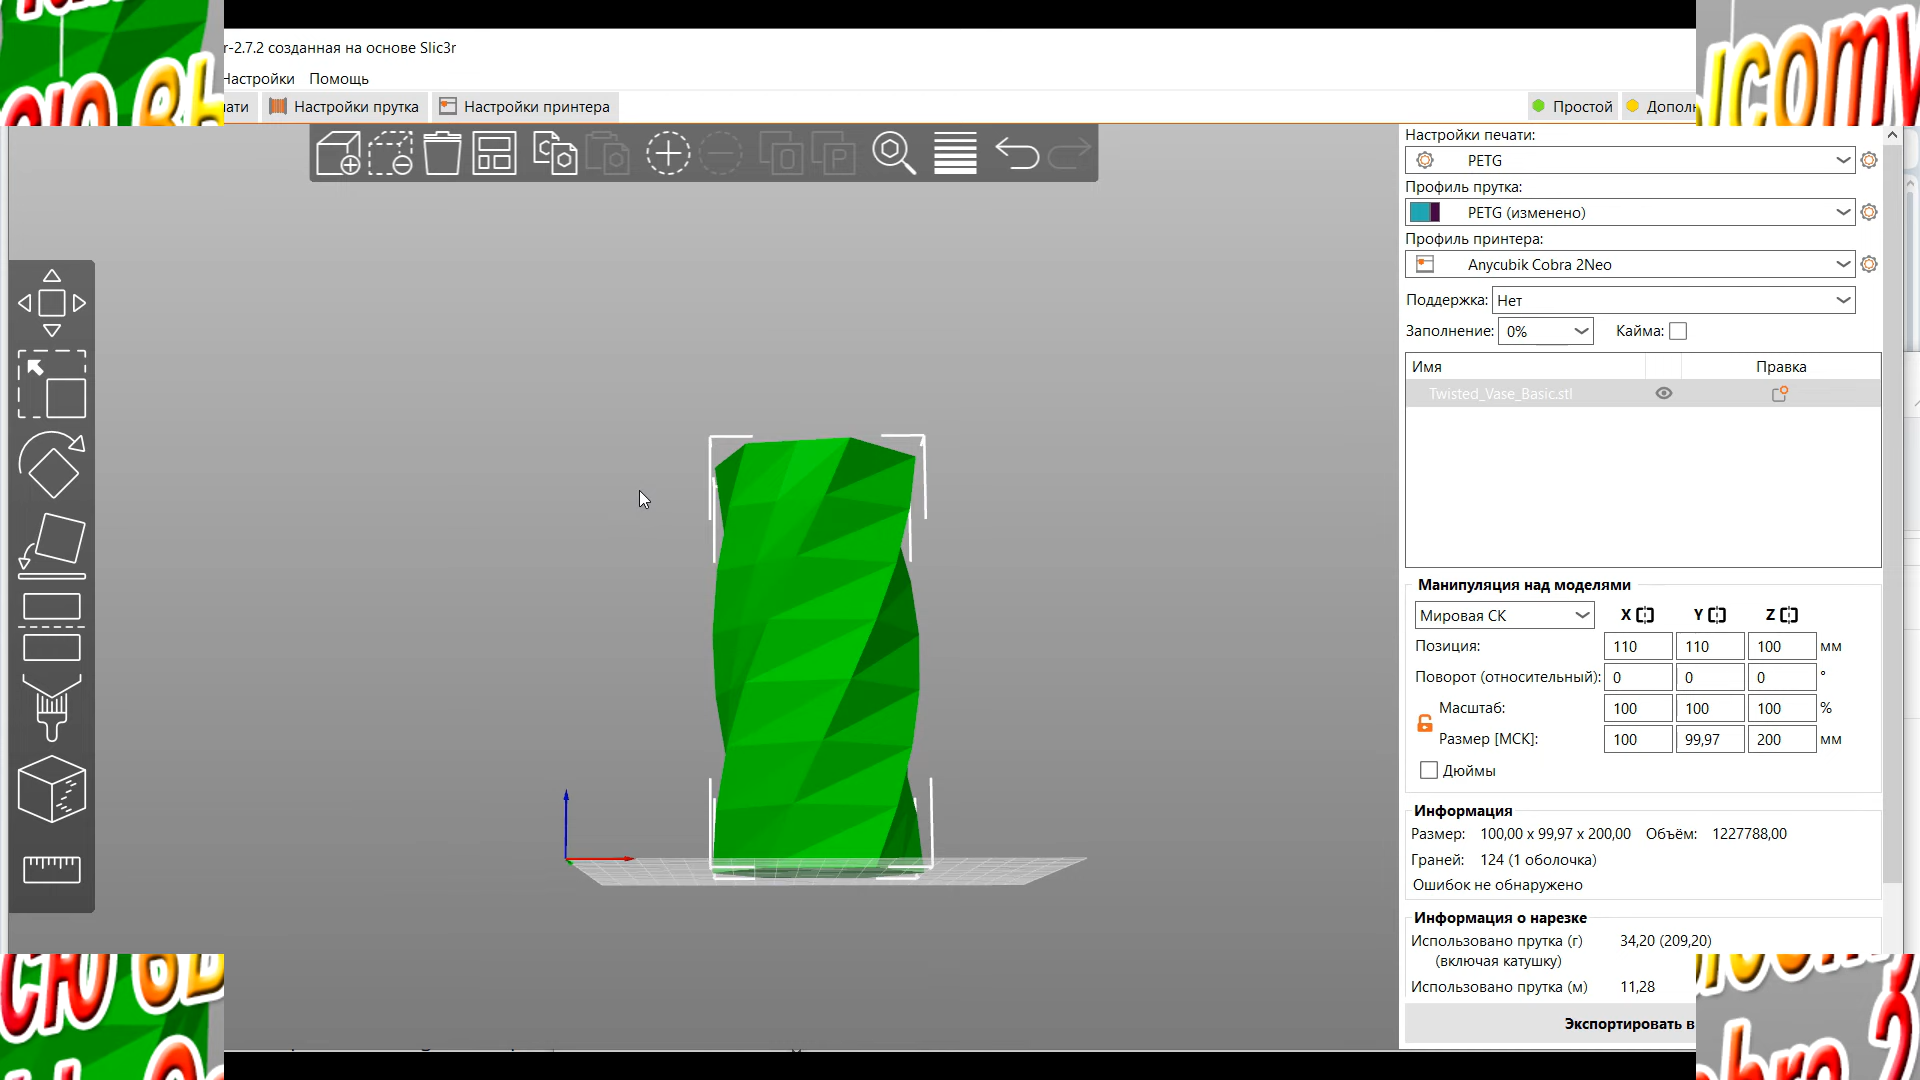 r-2.7.2 созданная на основе Slic3r
Настройки Помощь
Настройки прутка Настройки принтера Простой
Настройки печати:
PETG
Профиль прутка:
PETG (изменено)
Профиль принтера:
Anycubik Cobra 2Neo
Поддержка: Нет
Заполнение: 0% Кайма:
Имя Правка
Twisted_Vase_Basic.stl
Манипуляция над моделями
Мировая СК X Y Z
Позиция: 110 110 100 мм
Поворот (относительный): 0 0 0 °
Масштаб: 100 100 100 %
Размер [МСК]: 100 99,97 200 мм
Дюймы
Информация
Размер: 100,00 x 99,97 x 200,00 Объём: 1227788,00
Граней: 124 (1 оболочка)
Ошибок не обнаружено
Информация о нарезке
Использовано прутка (г) 34,20 (209,20)
(включая катушку)
Использовано прутка (м) 11,28
Экспортировать в